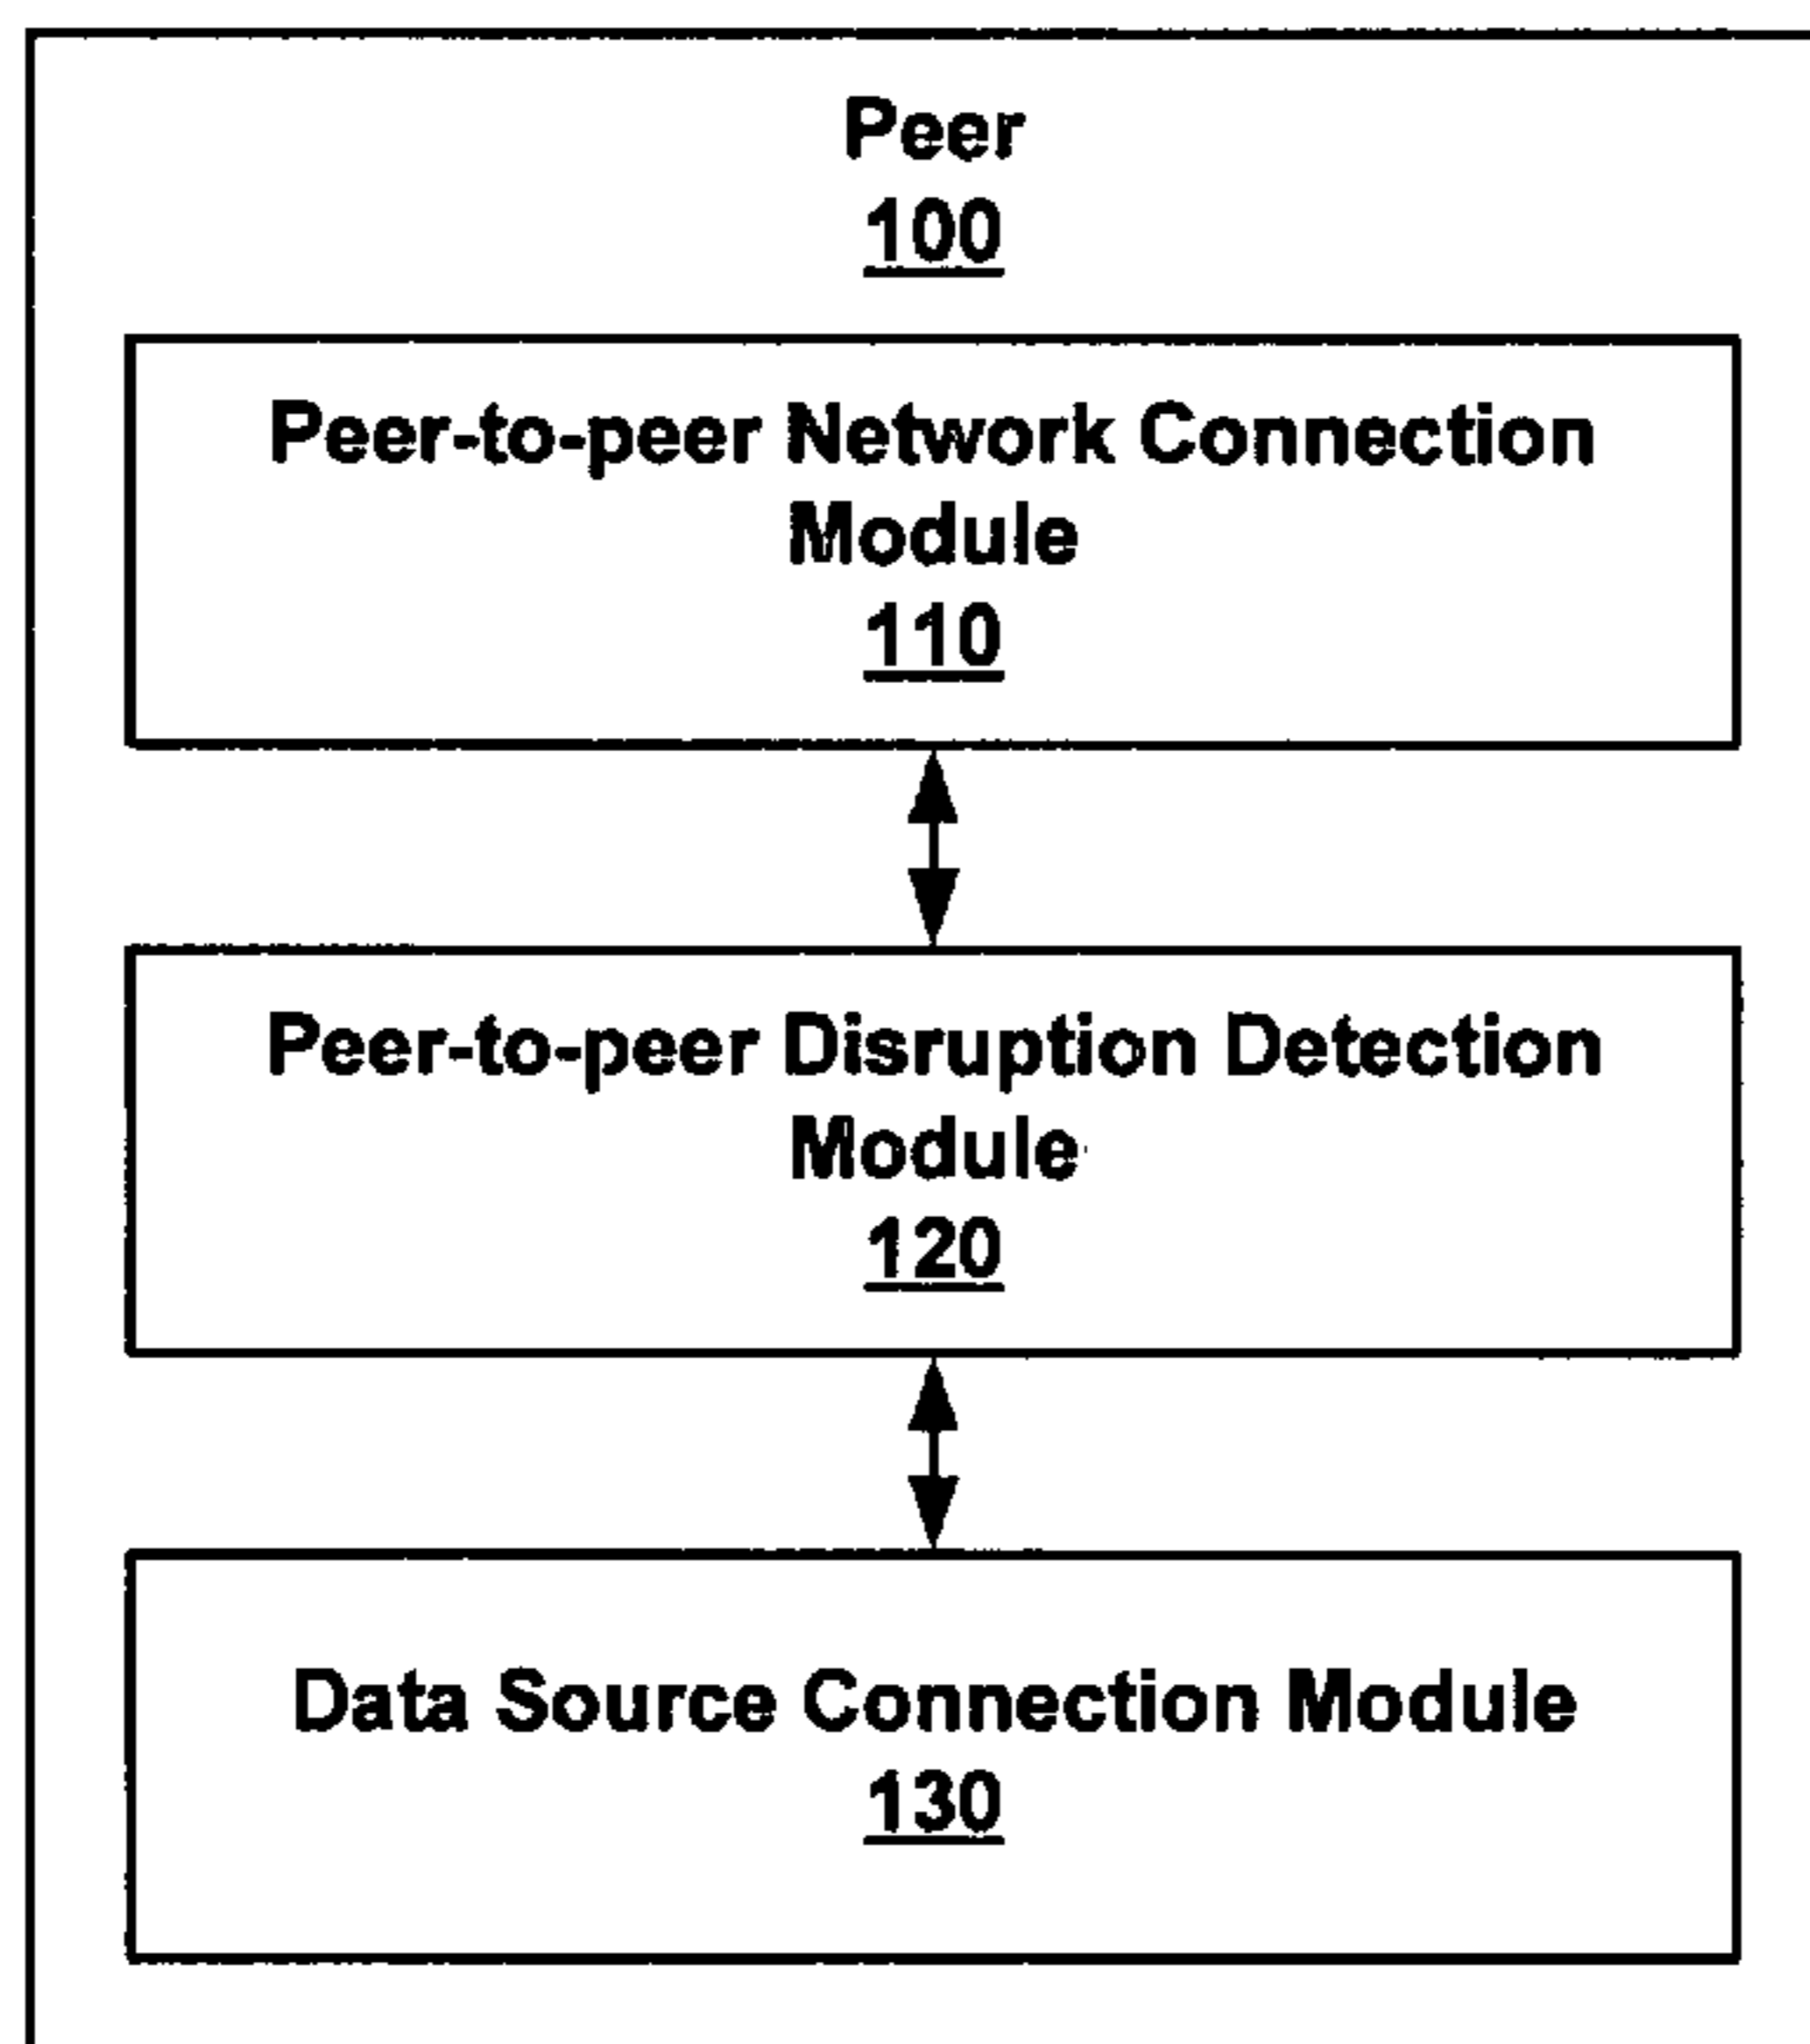 Peer
100
Peer-to-peer Network Connection
Module
110
Peer-to-peer Disruption Detection
Module
120
Data Source Connection Module
130